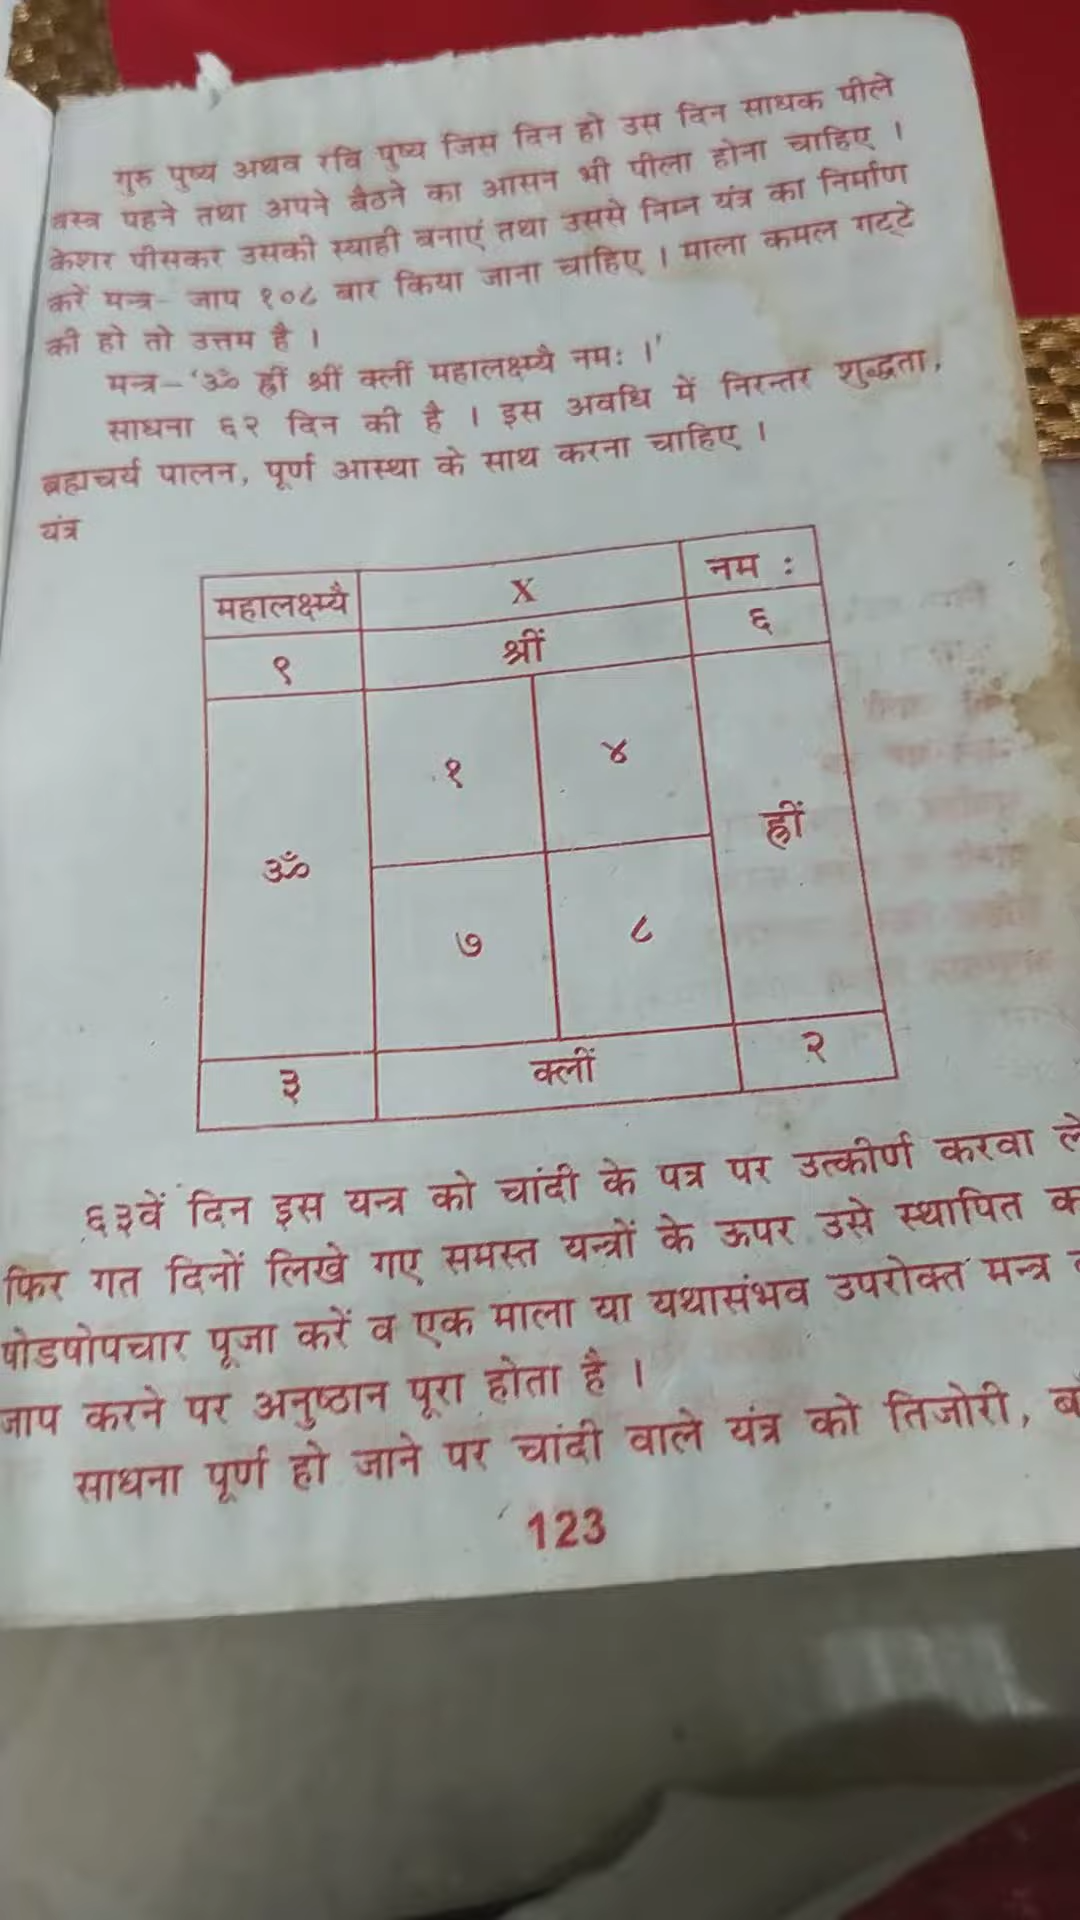 गुरु पुष्य अथव रवि पुष्य जिस दिन हो उस दिन साधक पीले
वस्त्र पहने तथा अपने बैठने का आसन भी पीला होना चाहिए ।
केशर पीसकर उसकी स्याही बनाएं तथा उससे निम्न यंत्र का निर्माण
करें मन्त्र- जाप १०८ बार किया जाना चाहिए । माला कमल गट्टे
की हो तो उत्तम है ।
मन्त्र-'ॐ ह्रीं श्रीं क्लीं महालक्ष्म्यै नमः ।'
साधना ६२ दिन की है । इस अवधि में निरन्तर शुद्धता,
ब्रह्मचर्य पालन, पूर्ण आस्था के साथ करना चाहिए ।
यंत्र
महालक्ष्म्यै X नम :
९ श्रीं ६
१ ४
ॐ ह्रीं
७ ८
३ क्लीं २
६३वें दिन इस यन्त्र को चांदी के पत्र पर उत्कीर्ण करवा
फिर गत दिनों लिखे गए समस्त यन्त्रों के ऊपर उसे स्थापित
षोडषोपचार पूजा करें व एक माला या यथासंभव उपरोक्त मन्त्र
जाप करने पर अनुष्ठान पूरा होता है ।
साधना पूर्ण हो जाने पर चांदी वाले यंत्र को तिजोरी,
123